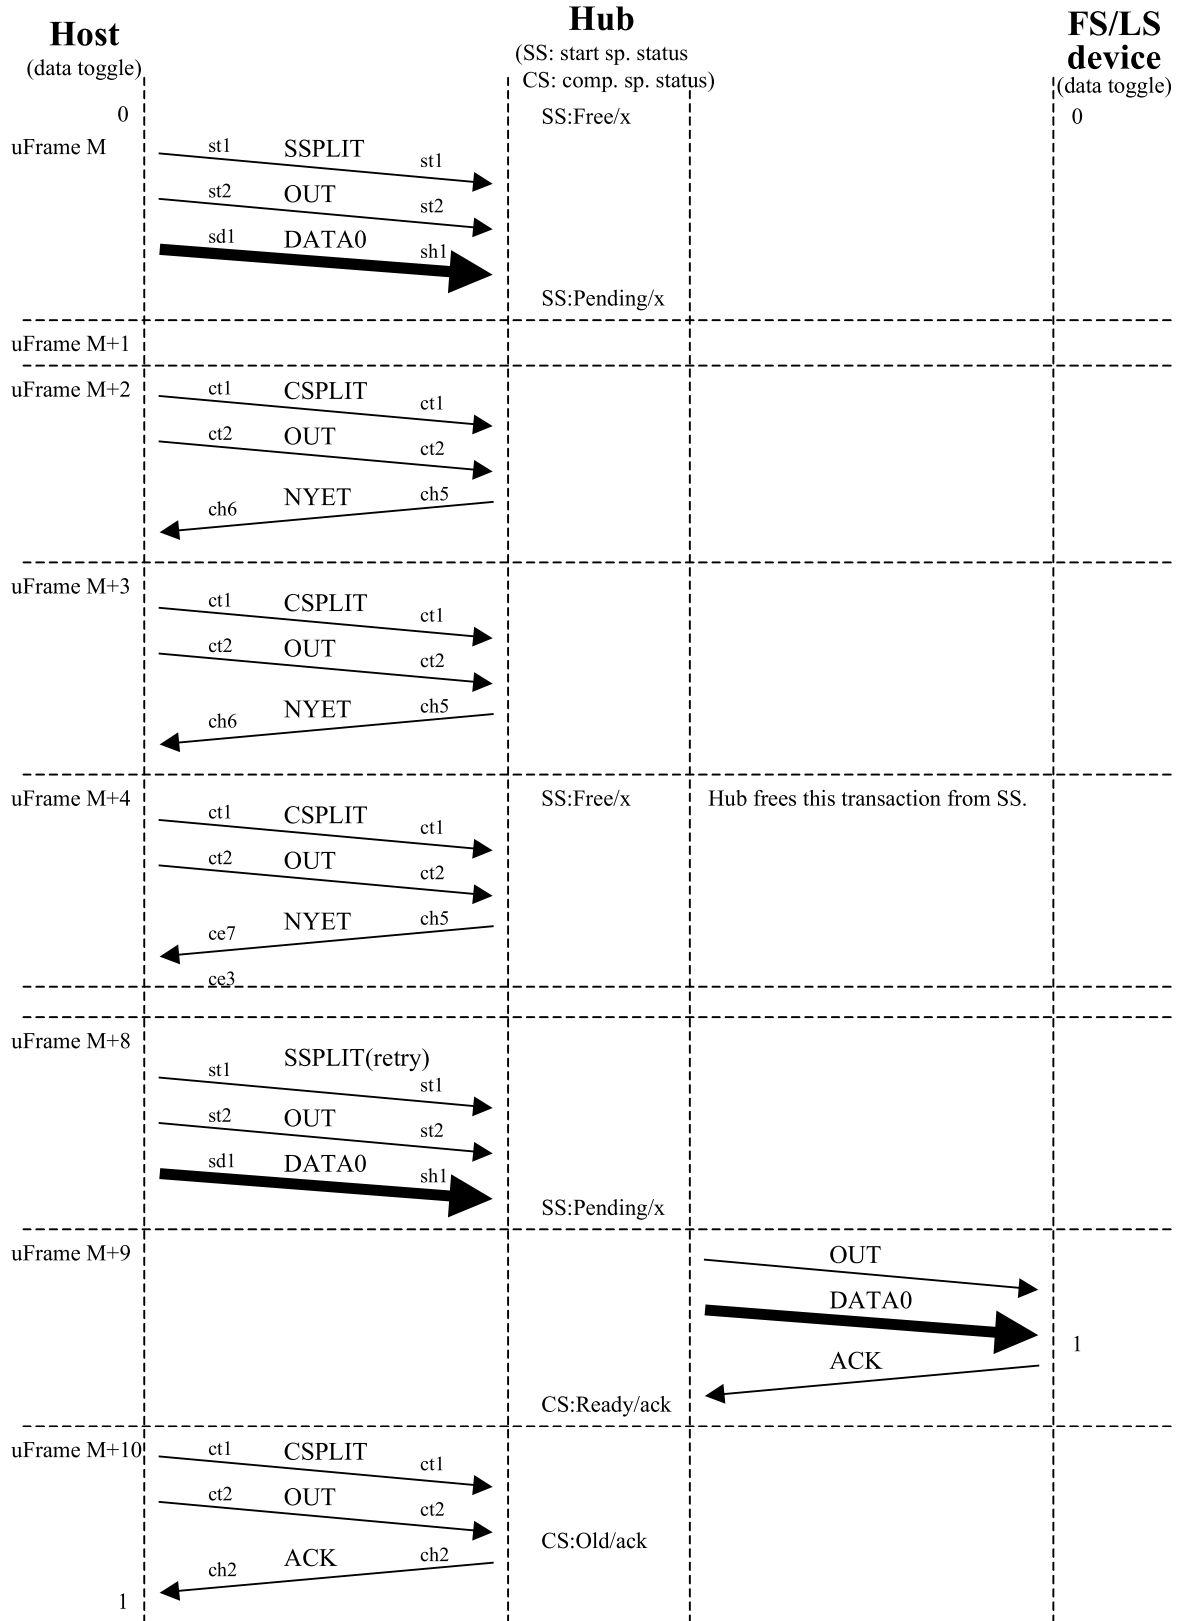 Host
(data toggle)
Hub
(SS: start sp. status
CS: comp. sp. status)
FS/LS
device
(data toggle)
0
SS:Free/x
0
uFrame M
st1 SSPLIT st1
st2 OUT st2
sd1 DATA0 sh1
SS:Pending/x
uFrame M+1
uFrame M+2
ct1 CSPLIT ct1
ct2 OUT ct2
NYET ch5
ch6
uFrame M+3
ct1 CSPLIT ct1
ct2 OUT ct2
NYET ch5
ch6
uFrame M+4
SS:Free/x
Hub frees this transaction from SS.
ct1 CSPLIT ct1
ct2 OUT ct2
NYET ch5
ce7
ce3
uFrame M+8
SSPLIT(retry)
st1 st1
st2 OUT st2
sd1 DATA0 sh1
SS:Pending/x
uFrame M+9
OUT
DATA0
1
ACK
CS:Ready/ack
uFrame M+10
ct1 CSPLIT ct1
ct2 OUT ct2
CS:Old/ack
ACK ch2
ch2
1